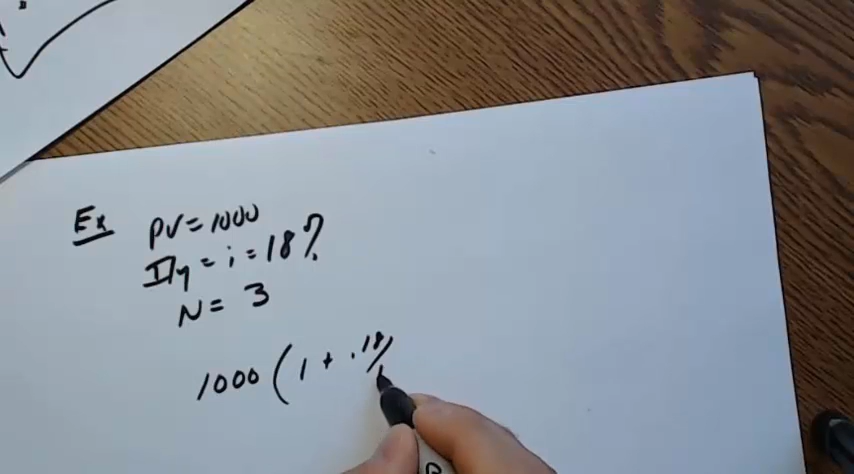 Ex PV = 1000
I/y = i = 18%
N = 3
1000 (1 + .18/